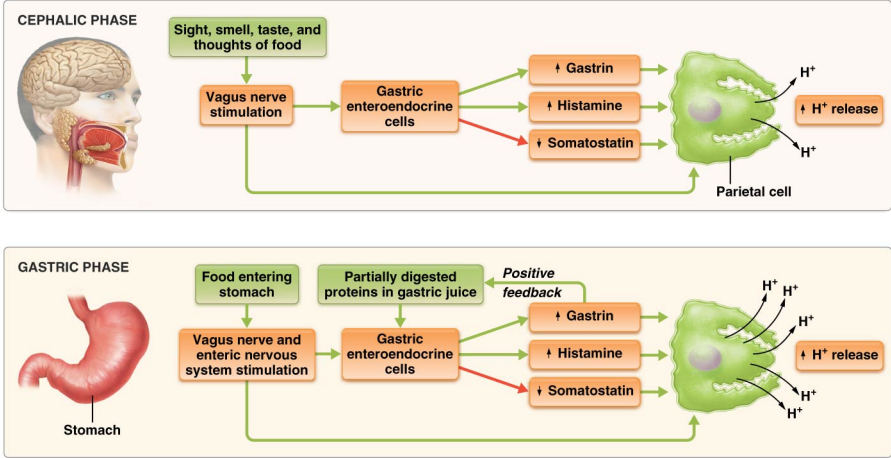 CEPHALIC PHASE
Sight, smell, taste, and
thoughts of food
Vagus nerve
stimulation
Gastric
enteroendocrine
cells
↑ Gastrin
↑ Histamine
↓ Somatostatin
H+
H+
↑ H+ release
Parietal cell
GASTRIC PHASE
Food entering
stomach
Partially digested
proteins in gastric juice
Positive
feedback
Vagus nerve and
enteric nervous
system stimulation
Gastric
enteroendocrine
cells
↑ Gastrin
↑ Histamine
↓ Somatostatin
H+
H+
H+
H+
H+
↑ H+ release
Stomach